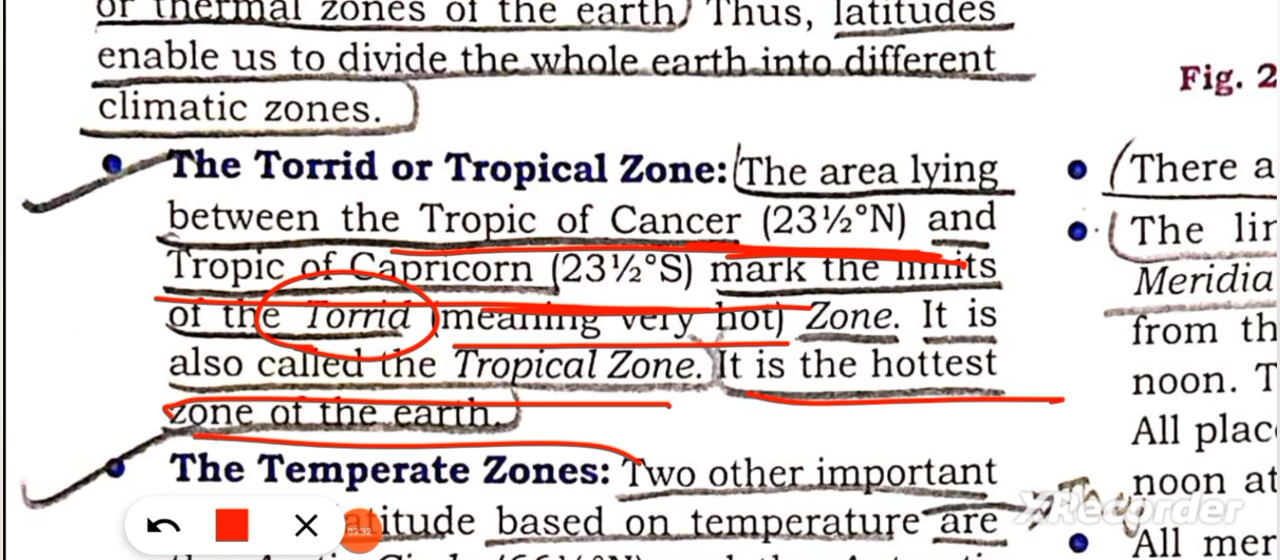 or thermal zones of the earth. Thus, latitudes
enable us to divide the whole earth into different
climatic zones.
The Torrid or Tropical Zone: The area lying
between the Tropic of Cancer (23½°N) and
Tropic of Capricorn (23½°S) mark the limits
of the Torrid (meaning very hot) Zone. It is
also called the Tropical Zone. It is the hottest
zone of the earth.
The Temperate Zones: Two other important
latitude based on temperature are
Fig. 2
There a
The lin
Meridia
from th
noon. T
All plac
noon at
All mer
XRecorder
03:32